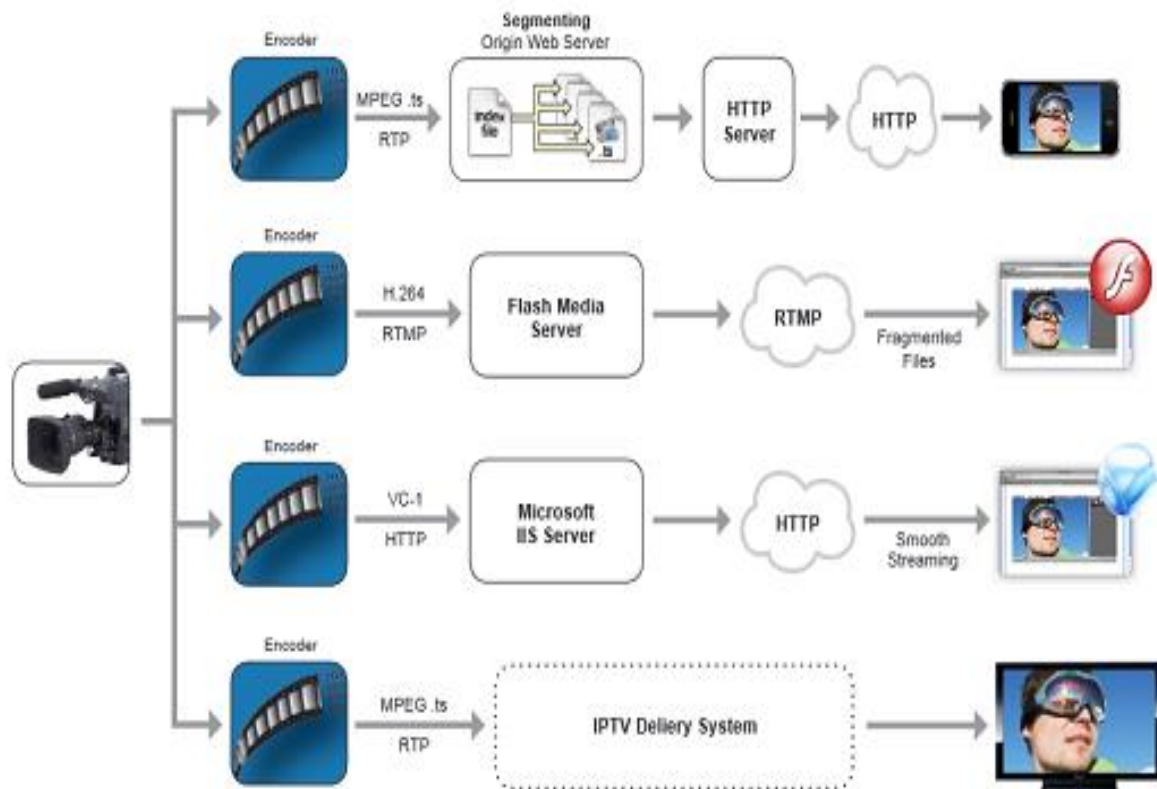 Segmenting
Origin Web Server
Encoder
MPEG .ts
RTP
index
file
.ts
HTTP
Server
HTTP
Encoder
H.264
RTMP
Flash Media
Server
RTMP
Fragmented
Files
Encoder
VC-1
HTTP
Microsoft
IIS Server
HTTP
Smooth
Streaming
Encoder
MPEG .ts
RTP
IPTV Dellery System